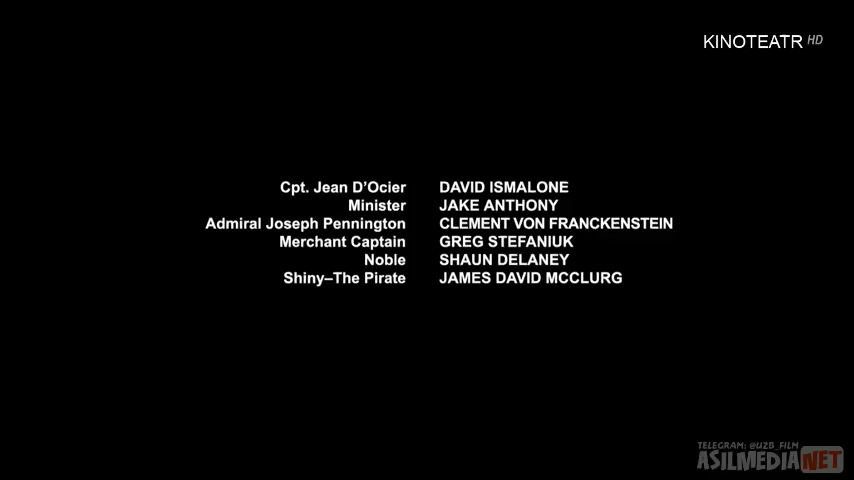 KINOTEATR HD
Cpt. Jean D’Ocier DAVID ISMALONE
Minister JAKE ANTHONY
Admiral Joseph Pennington CLEMENT VON FRANCKENSTEIN
Merchant Captain GREG STEFANIUK
Noble SHAUN DELANEY
Shiny–The Pirate JAMES DAVID MCCLURG
TELEGRAM: @UZB_FILM
ASILMEDIA NET